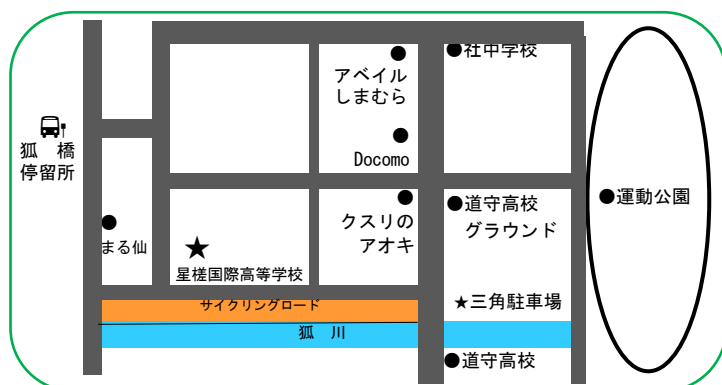 ●社中学校
アベイル
しまむら
狐　橋
停留所
Docomo
●運動公園
●道守高校
グラウンド
クスリの
アオキ
まる仙
★
星槎国際高等学校
★三角駐車場
サイクリングロード
狐　川
●道守高校